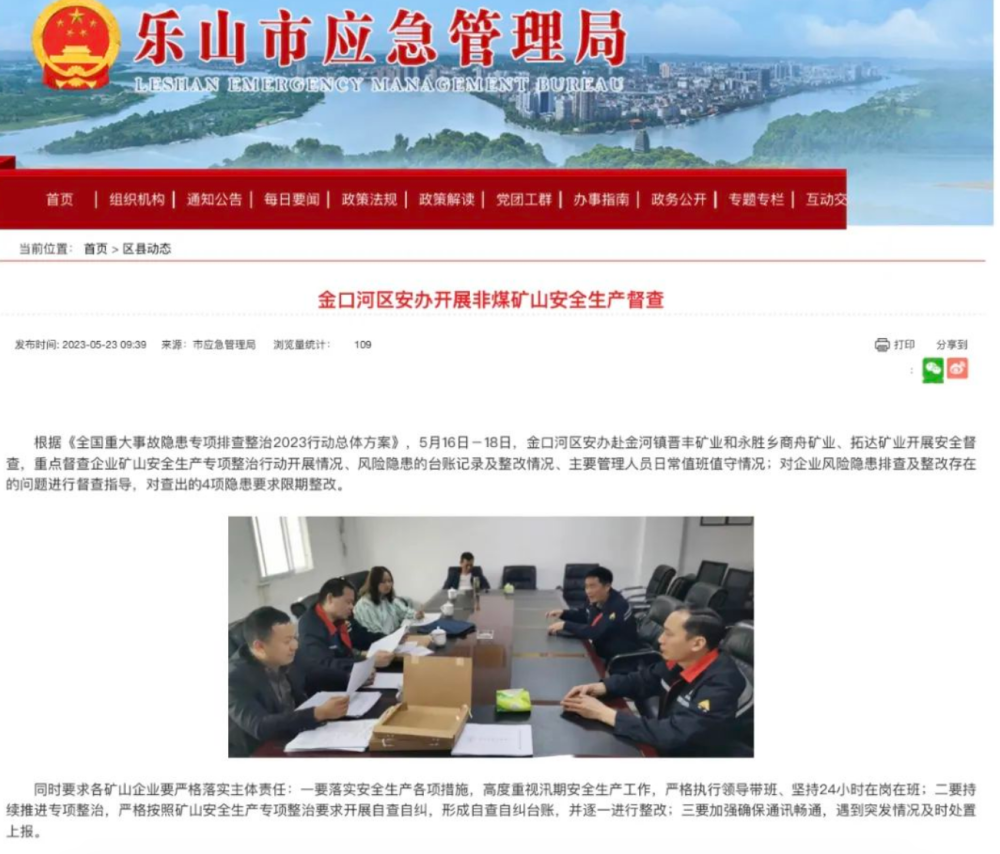 乐山市应急管理局
LESHAN EMERGENCY MANAGEMENT BUREAU
首页 | 组织机构 | 通知公告 | 每日要闻 | 政策法规 | 政策解读 | 党团工群 | 办事指南 | 政务公开 | 专题专栏 | 互动交
当前位置: 首页 > 区县动态
金口河区安办开展非煤矿山安全生产督查
发布时间: 2023-05-23 09:39 来源: 市应急管理局 浏览量统计: 109 打印 分享到
:
根据《全国重大事故隐患专项排查整治2023行动总体方案》，5月16日－18日，金口河区安办赴金河镇晋丰矿业和永胜乡商舟矿业、拓达矿业开展安全督
查，重点督查企业矿山安全生产专项整治行动开展情况、风险隐患的台账记录及整改情况、主要管理人员日常值班值守情况；对企业风险隐患排查及整改存在
的问题进行督查指导，对查出的4项隐患要求限期整改。
同时要求各矿山企业要严格落实主体责任：一要落实安全生产各项措施，高度重视汛期安全生产工作，严格执行领导带班、坚持24小时在岗在班；二要持
续推进专项整治，严格按照矿山安全生产专项整治要求开展自查自纠，形成自查自纠台账，并逐一进行整改；三要加强确保通讯畅通，遇到突发情况及时处置
上报。